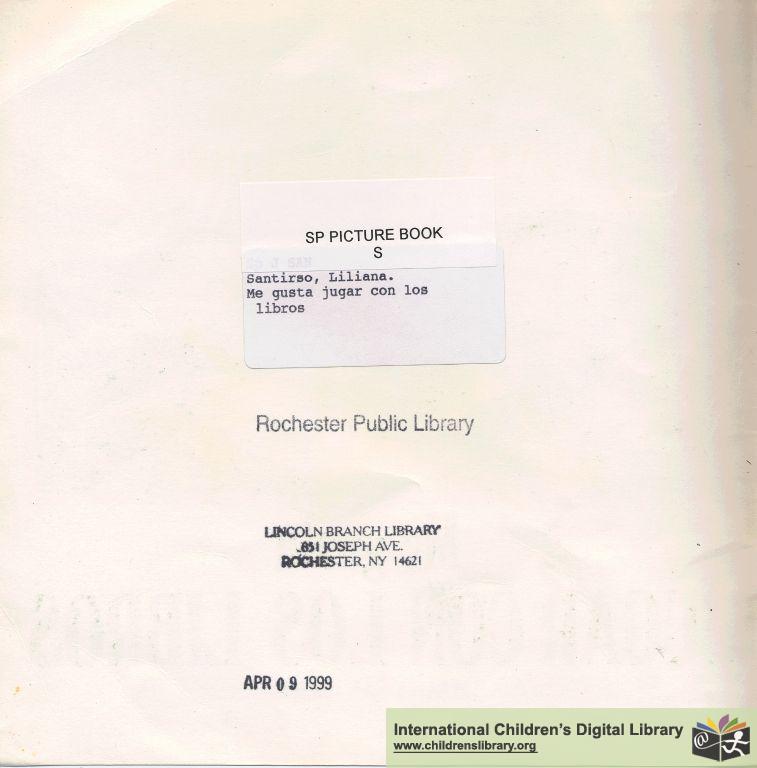 SP PICTURE BOOK
S
Santirso, Liliana.
Me gusta jugar con los
libros
Rochester Public Library
LINCOLN BRANCH LIBRARY
851 JOSEPH AVE.
ROCHESTER, NY 14621
APR 09 1999
International Children's Digital Library
www.childrenslibrary.org